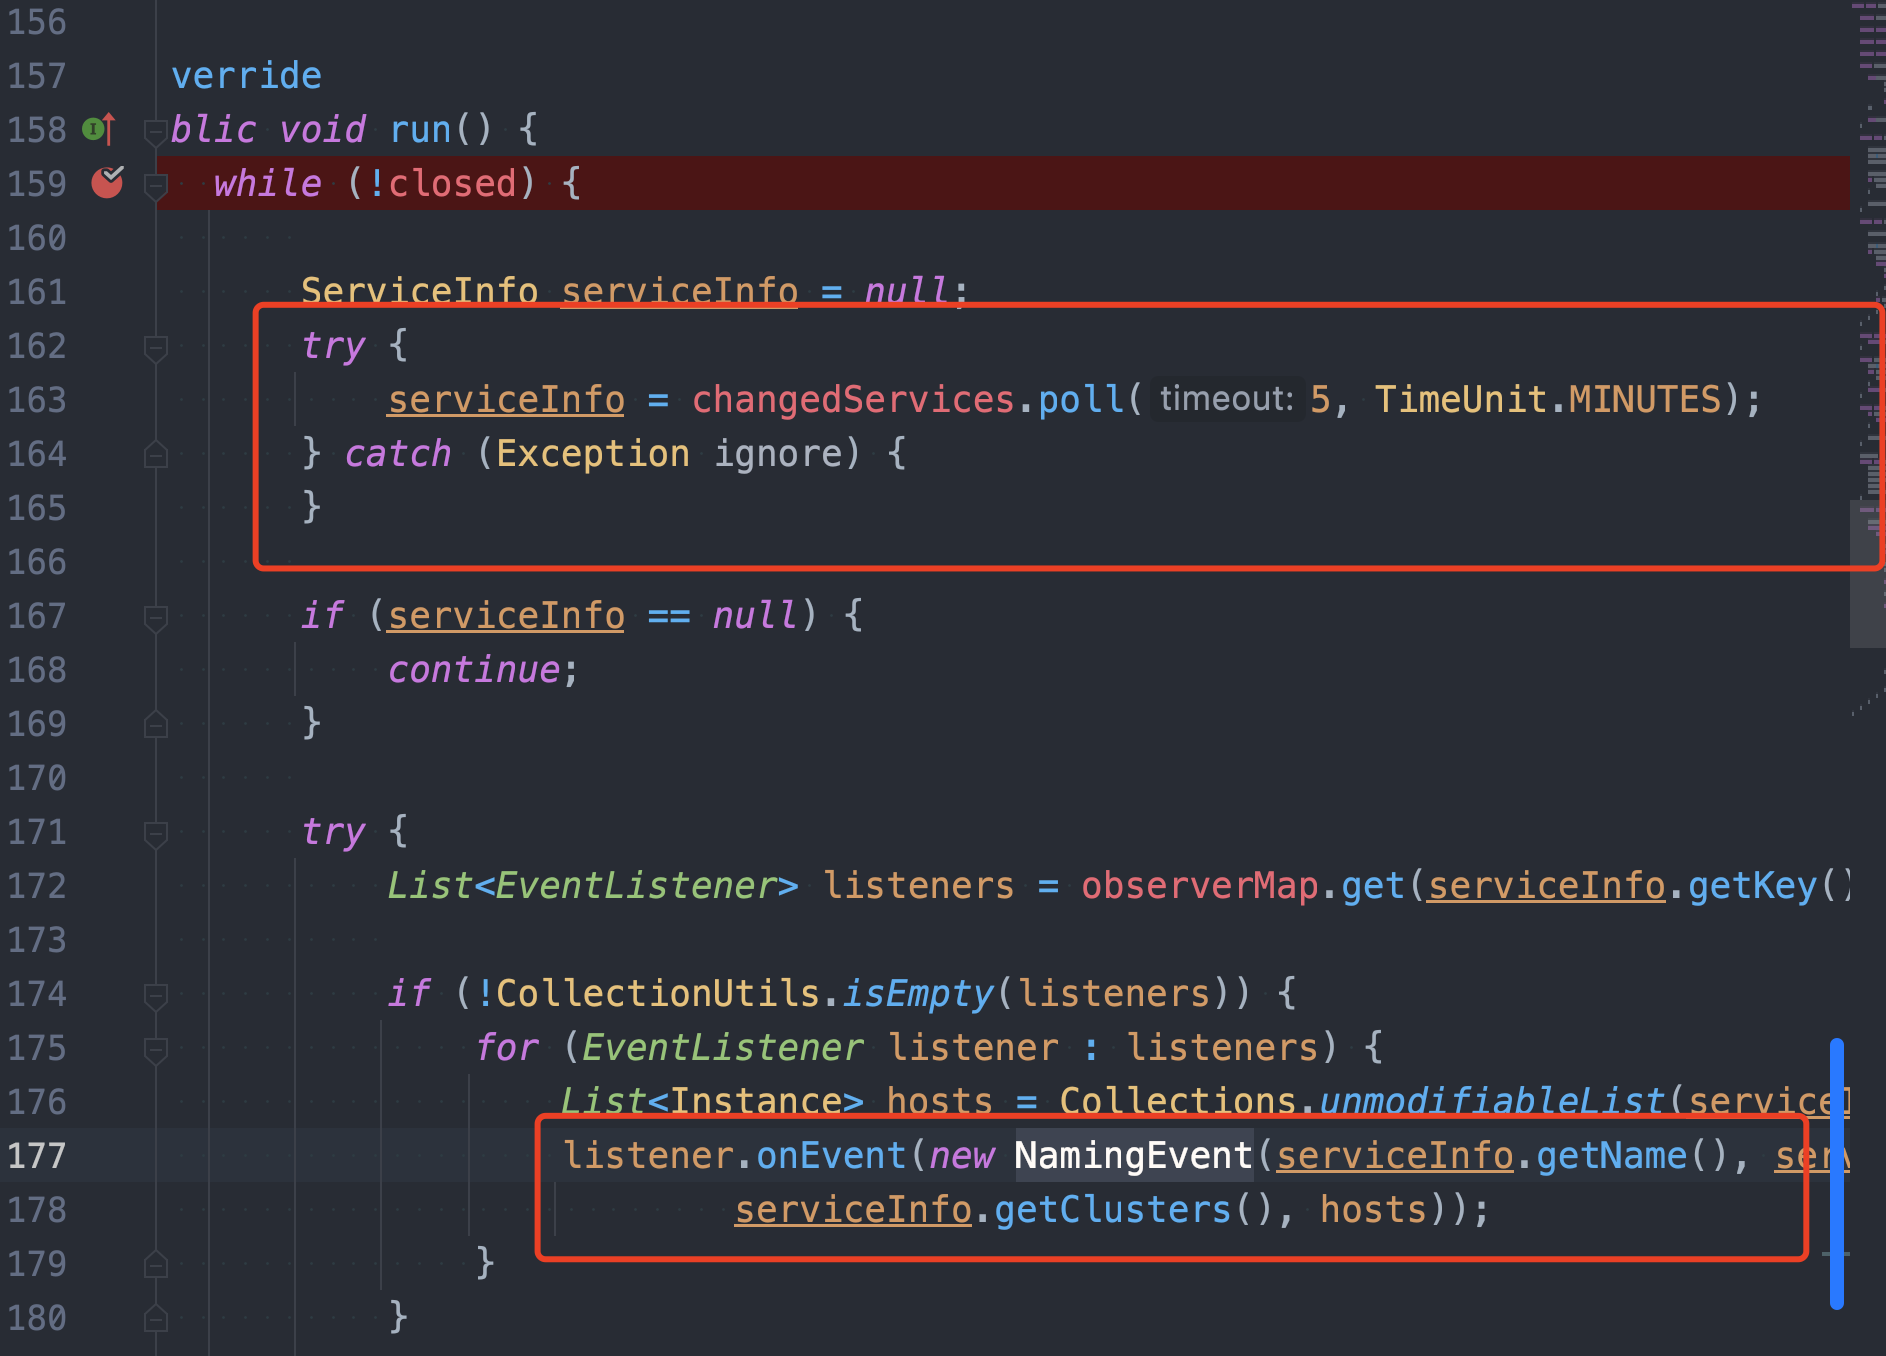 156
157 verride
158 blic void run() {
159 while (!closed) {
160
161 ServiceInfo serviceInfo = null;
162 try {
163 serviceInfo = changedServices.poll( timeout: 5, TimeUnit.MINUTES);
164 } catch (Exception ignore) {
165 }
166
167 if (serviceInfo == null) {
168 continue;
169 }
170
171 try {
172 List<EventListener> listeners = observerMap.get(serviceInfo.getKey()
173
174 if (!CollectionUtils.isEmpty(listeners)) {
175 for (EventListener listener : listeners) {
176 List<Instance> hosts = Collections.unmodifiableList(service
177 listener.onEvent(new NamingEvent(serviceInfo.getName(), serv
178 serviceInfo.getClusters(), hosts));
179 }
180 }